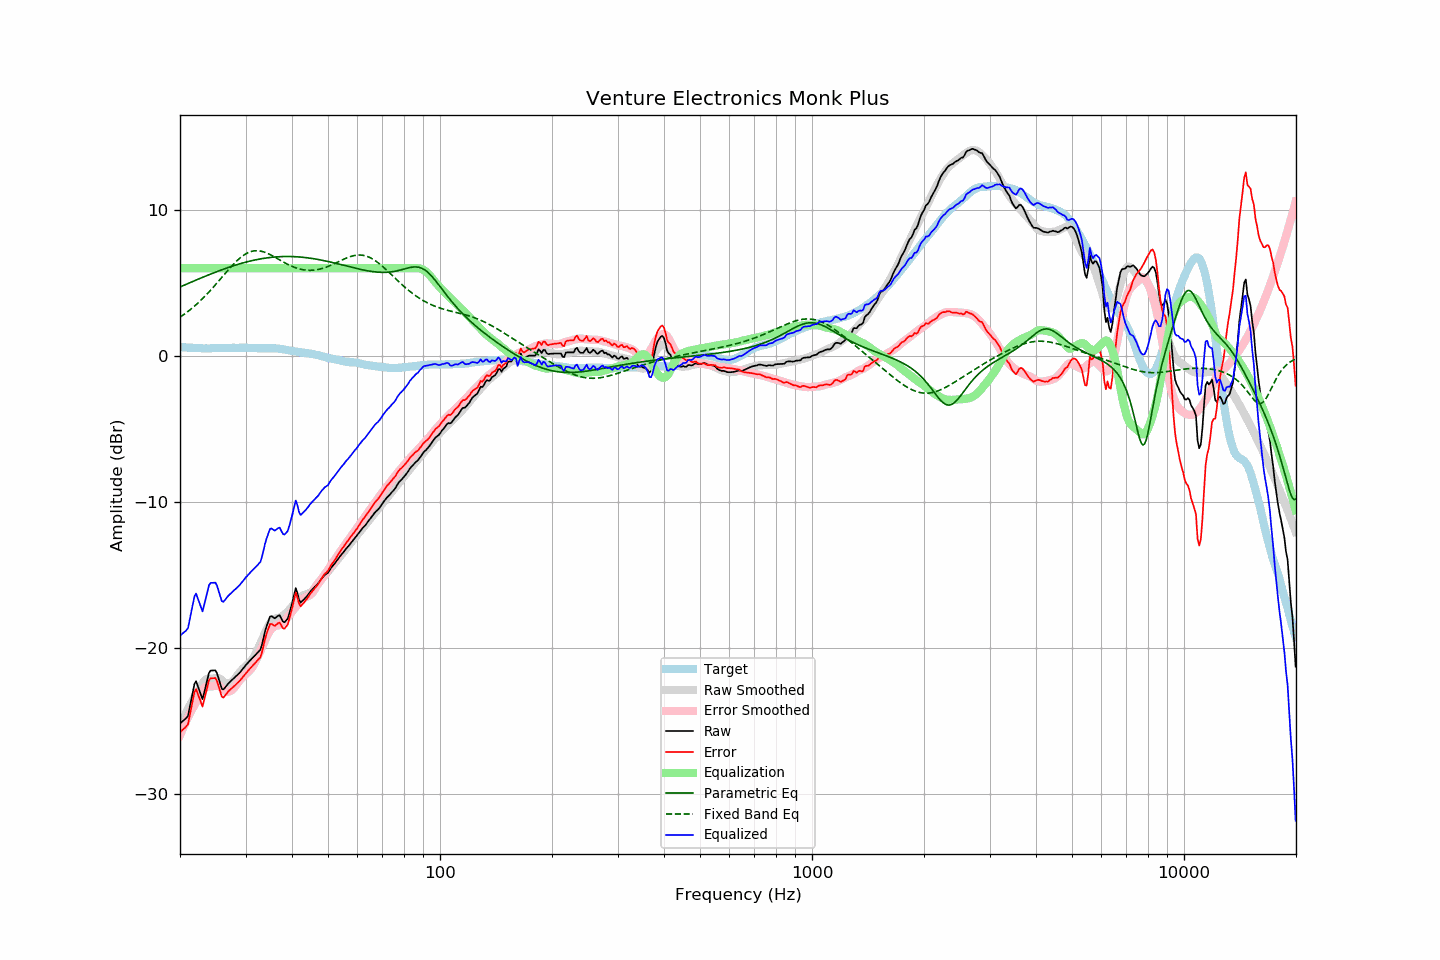 Venture Electronics Monk Plus
10
0
−10
−20
−30
Amplitude (dBr)
100
1000
10000
Frequency (Hz)
Target
Raw Smoothed
Error Smoothed
Raw
Error
Equalization
Parametric Eq
Fixed Band Eq
Equalized